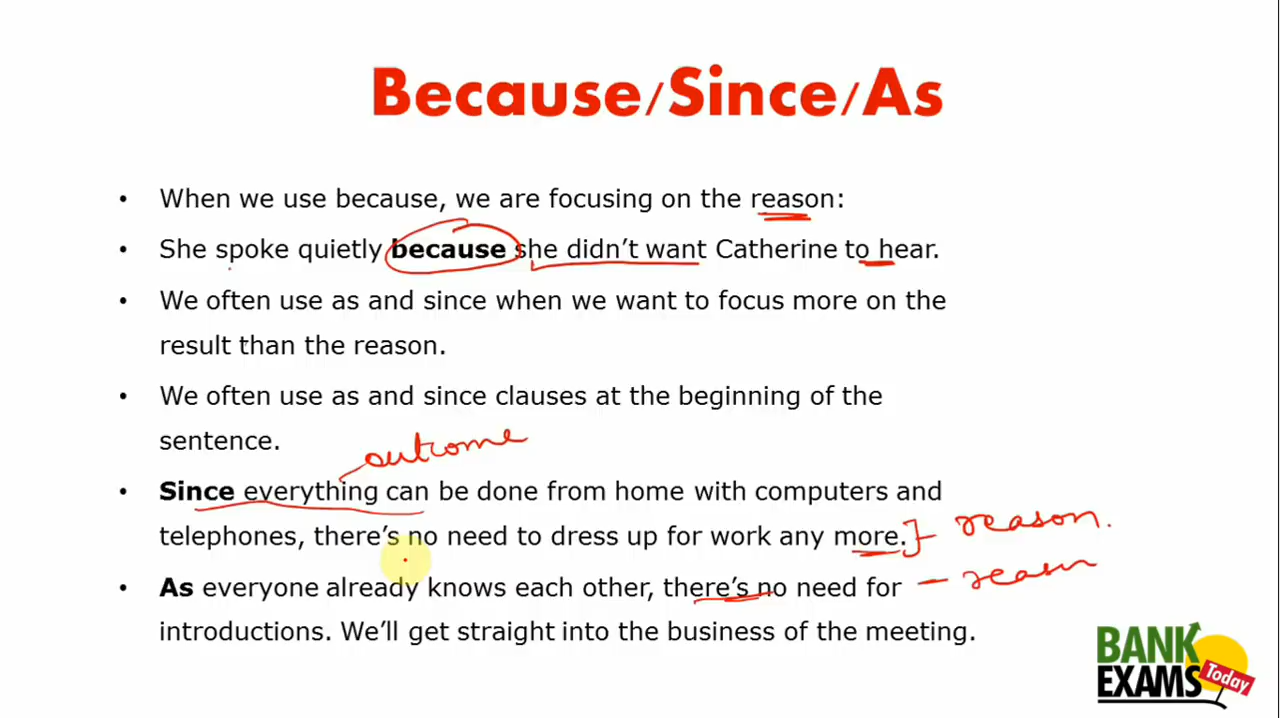 Because/Since/As
• When we use because, we are focusing on the reason:
• She spoke quietly because she didn't want Catherine to hear.
• We often use as and since when we want to focus more on the
result than the reason.
• We often use as and since clauses at the beginning of the
sentence.
outcome
• Since everything can be done from home with computers and
telephones, there's no need to dress up for work any more. reason.
• As everyone already knows each other, there's no need for – reason
introductions. We'll get straight into the business of the meeting.
BANK
EXAMS Today